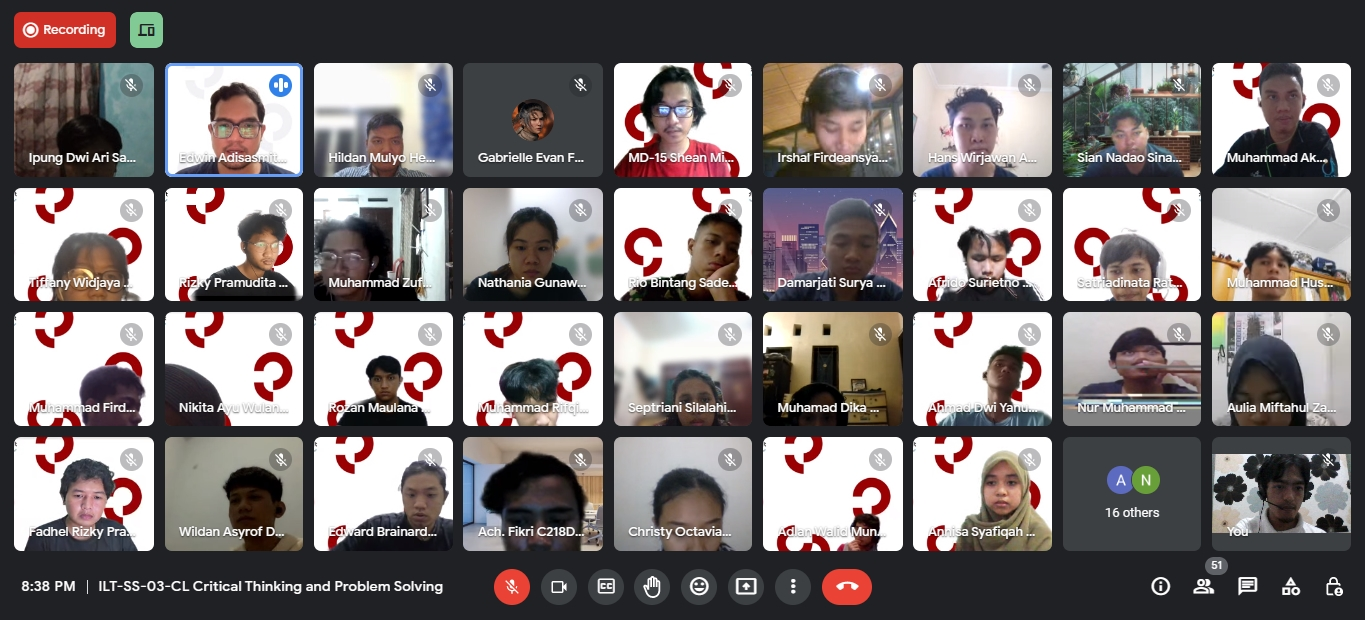 Recording
Ipung Dwi Ari Sa...
Edwin Adisasmit...
Hildan Mulyo He...
Gabrielle Evan F...
MD-15 Shean Mi...
Irshal Firdeansya...
Hans Wirjawan A...
Sian Nadao Sina...
Muhammad Ak...
Tiffany Widjaya ...
Rizky Pramudita ...
Muhammad Zuf...
Nathania Gunaw...
Rio Bintang Sade...
Damarjati Surya ...
Afrido Surietno ...
Satriadinata Rat...
Muhammad Hus...
Muhammad Fird...
Nikita Ayu Wulan...
Rozan Maulana ...
Muhammad Rifqi...
Septriani Silalahi...
Muhamad Dika ...
Ahmad Dwi Yanu...
Nur Muhammad ...
Aulia Miftahul Za...
Fadhel Rizky Pra...
Wildan Asyrof D...
Edward Brainard...
Ach. Fikri C218D...
Christy Octavia...
Adlan Walid Mun...
Annisa Syafiqah ...
A N
16 others
You
8:38 PM | ILT-SS-03-CL Critical Thinking and Problem Solving
CC
51